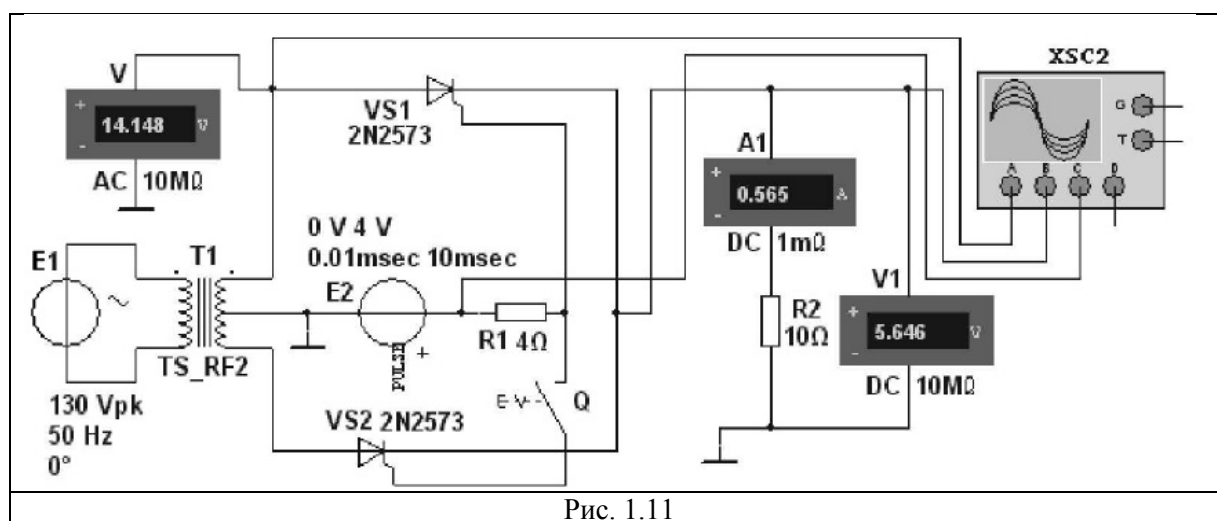 XSC2
V
+
14.148 V
-
AC 10MΩ
VS1
2N2573
A1
+
0.565 A
-
DC 1mΩ
G
T
A B C D
0 V 4 V
0.01msec 10msec
E1
T1
E2
PULSE
+
R1 4Ω
TS_RF2
R2
10Ω
V1
+
5.646 V
-
DC 10MΩ
Q
VS2 2N2573
130 Vpk
50 Hz
0°
Рис. 1.11